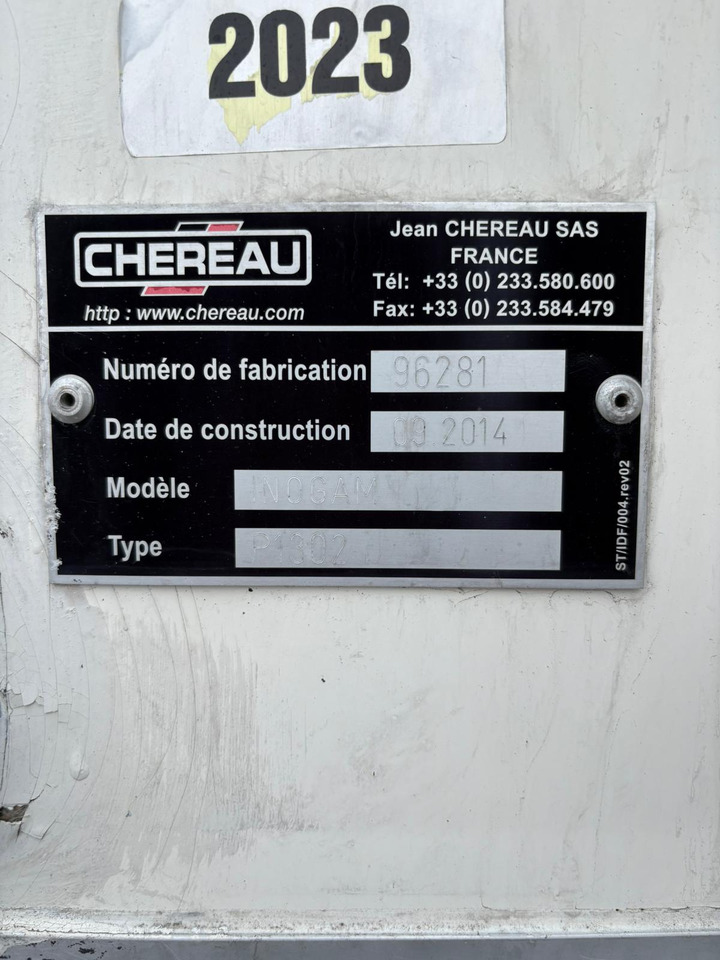 2023
CHEREAU
http : www.chereau.com
Jean CHEREAU SAS
FRANCE
Tél: +33 (0) 233.580.600
Fax: +33 (0) 233.584.479
Numéro de fabrication 96281
Date de construction 09 2014
Modèle INOGAM
Type
ST/IDF/004.rev02